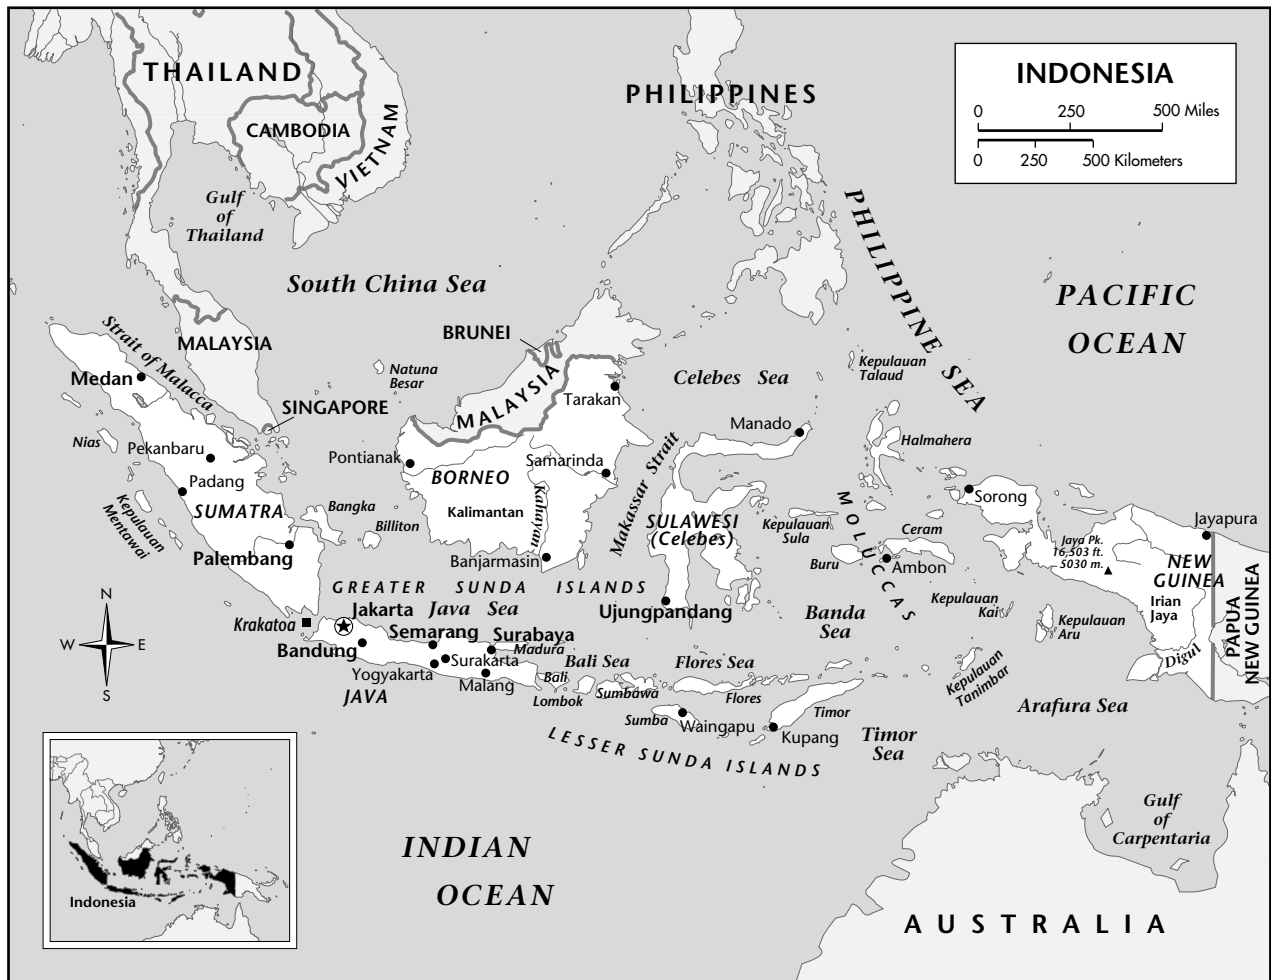 THAILAND
CAMBODIA
VIETNAM
Gulf
of
Thailand
PHILIPPINES
INDONESIA
0 250 500 Miles
0 250 500 Kilometers
South China Sea
PHILIPPINE SEA
PACIFIC
OCEAN
MALAYSIA
Strait of Malacca
Medan
SINGAPORE
BRUNEI
MALAYSIA
Natuna
Besar
Tarakan
Celebes Sea
Kepulauan
Talaud
Manado
Halmahera
Nias
Pekanbaru
Padang
Kepulauan
Mentawai
SUMATRA
Palembang
Bangka
Billiton
Pontianak
BORNEO
Kalimantan
Samarinda
Kahayan
Banjarmasin
Makassar Strait
SULAWESI
(Celebes)
Kepulauan
Sula
MOLUCCAS
Buru
Ceram
Ambon
Sorong
Jayapura
Jaya Pk.
16,503 ft.
5030 m.
NEW
GUINEA
Irian
Jaya
PAPUA
NEW GUINEA
Digul
GREATER SUNDA ISLANDS
Ujungpandang
Krakatoa
Jakarta
Java Sea
Semarang
Surabaya
Madura
Bandung
Surakarta
Yogyakarta
Malang
JAVA
Bali
Bali Sea
Lombok
Sumbawa
Flores Sea
Flores
Sumba
Waingapu
Timor
Kupang
LESSER SUNDA ISLANDS
Banda
Sea
Kepulauan
Kai
Kepulauan
Aru
Kepulauan
Tanimbar
Arafura Sea
Timor
Sea
Gulf
of
Carpentaria
INDIAN
OCEAN
AUSTRALIA
N
W E
S
Indonesia